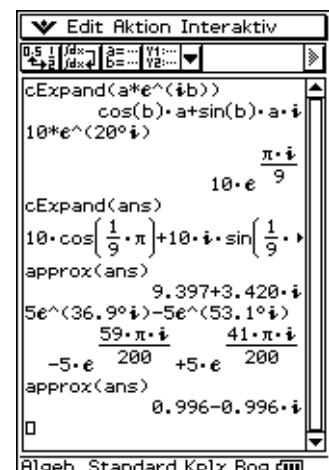 Edit Aktion Interaktiv
cExpand(a*e^(ib))
cos(b)·a+sin(b)·a·i
10*e^(20°i)
10·e^(π·i/9)
cExpand(ans)
10·cos(1/9·π)+10·i·sin(1/9·▸
approx(ans)
9.397+3.420·i
5e^(36.9°i)-5e^(53.1°i)
-5·e^(59·π·i/200)+5·e^(41·π·i/200)
approx(ans)
0.996-0.996·i
Algeb Standard Kplx Bog